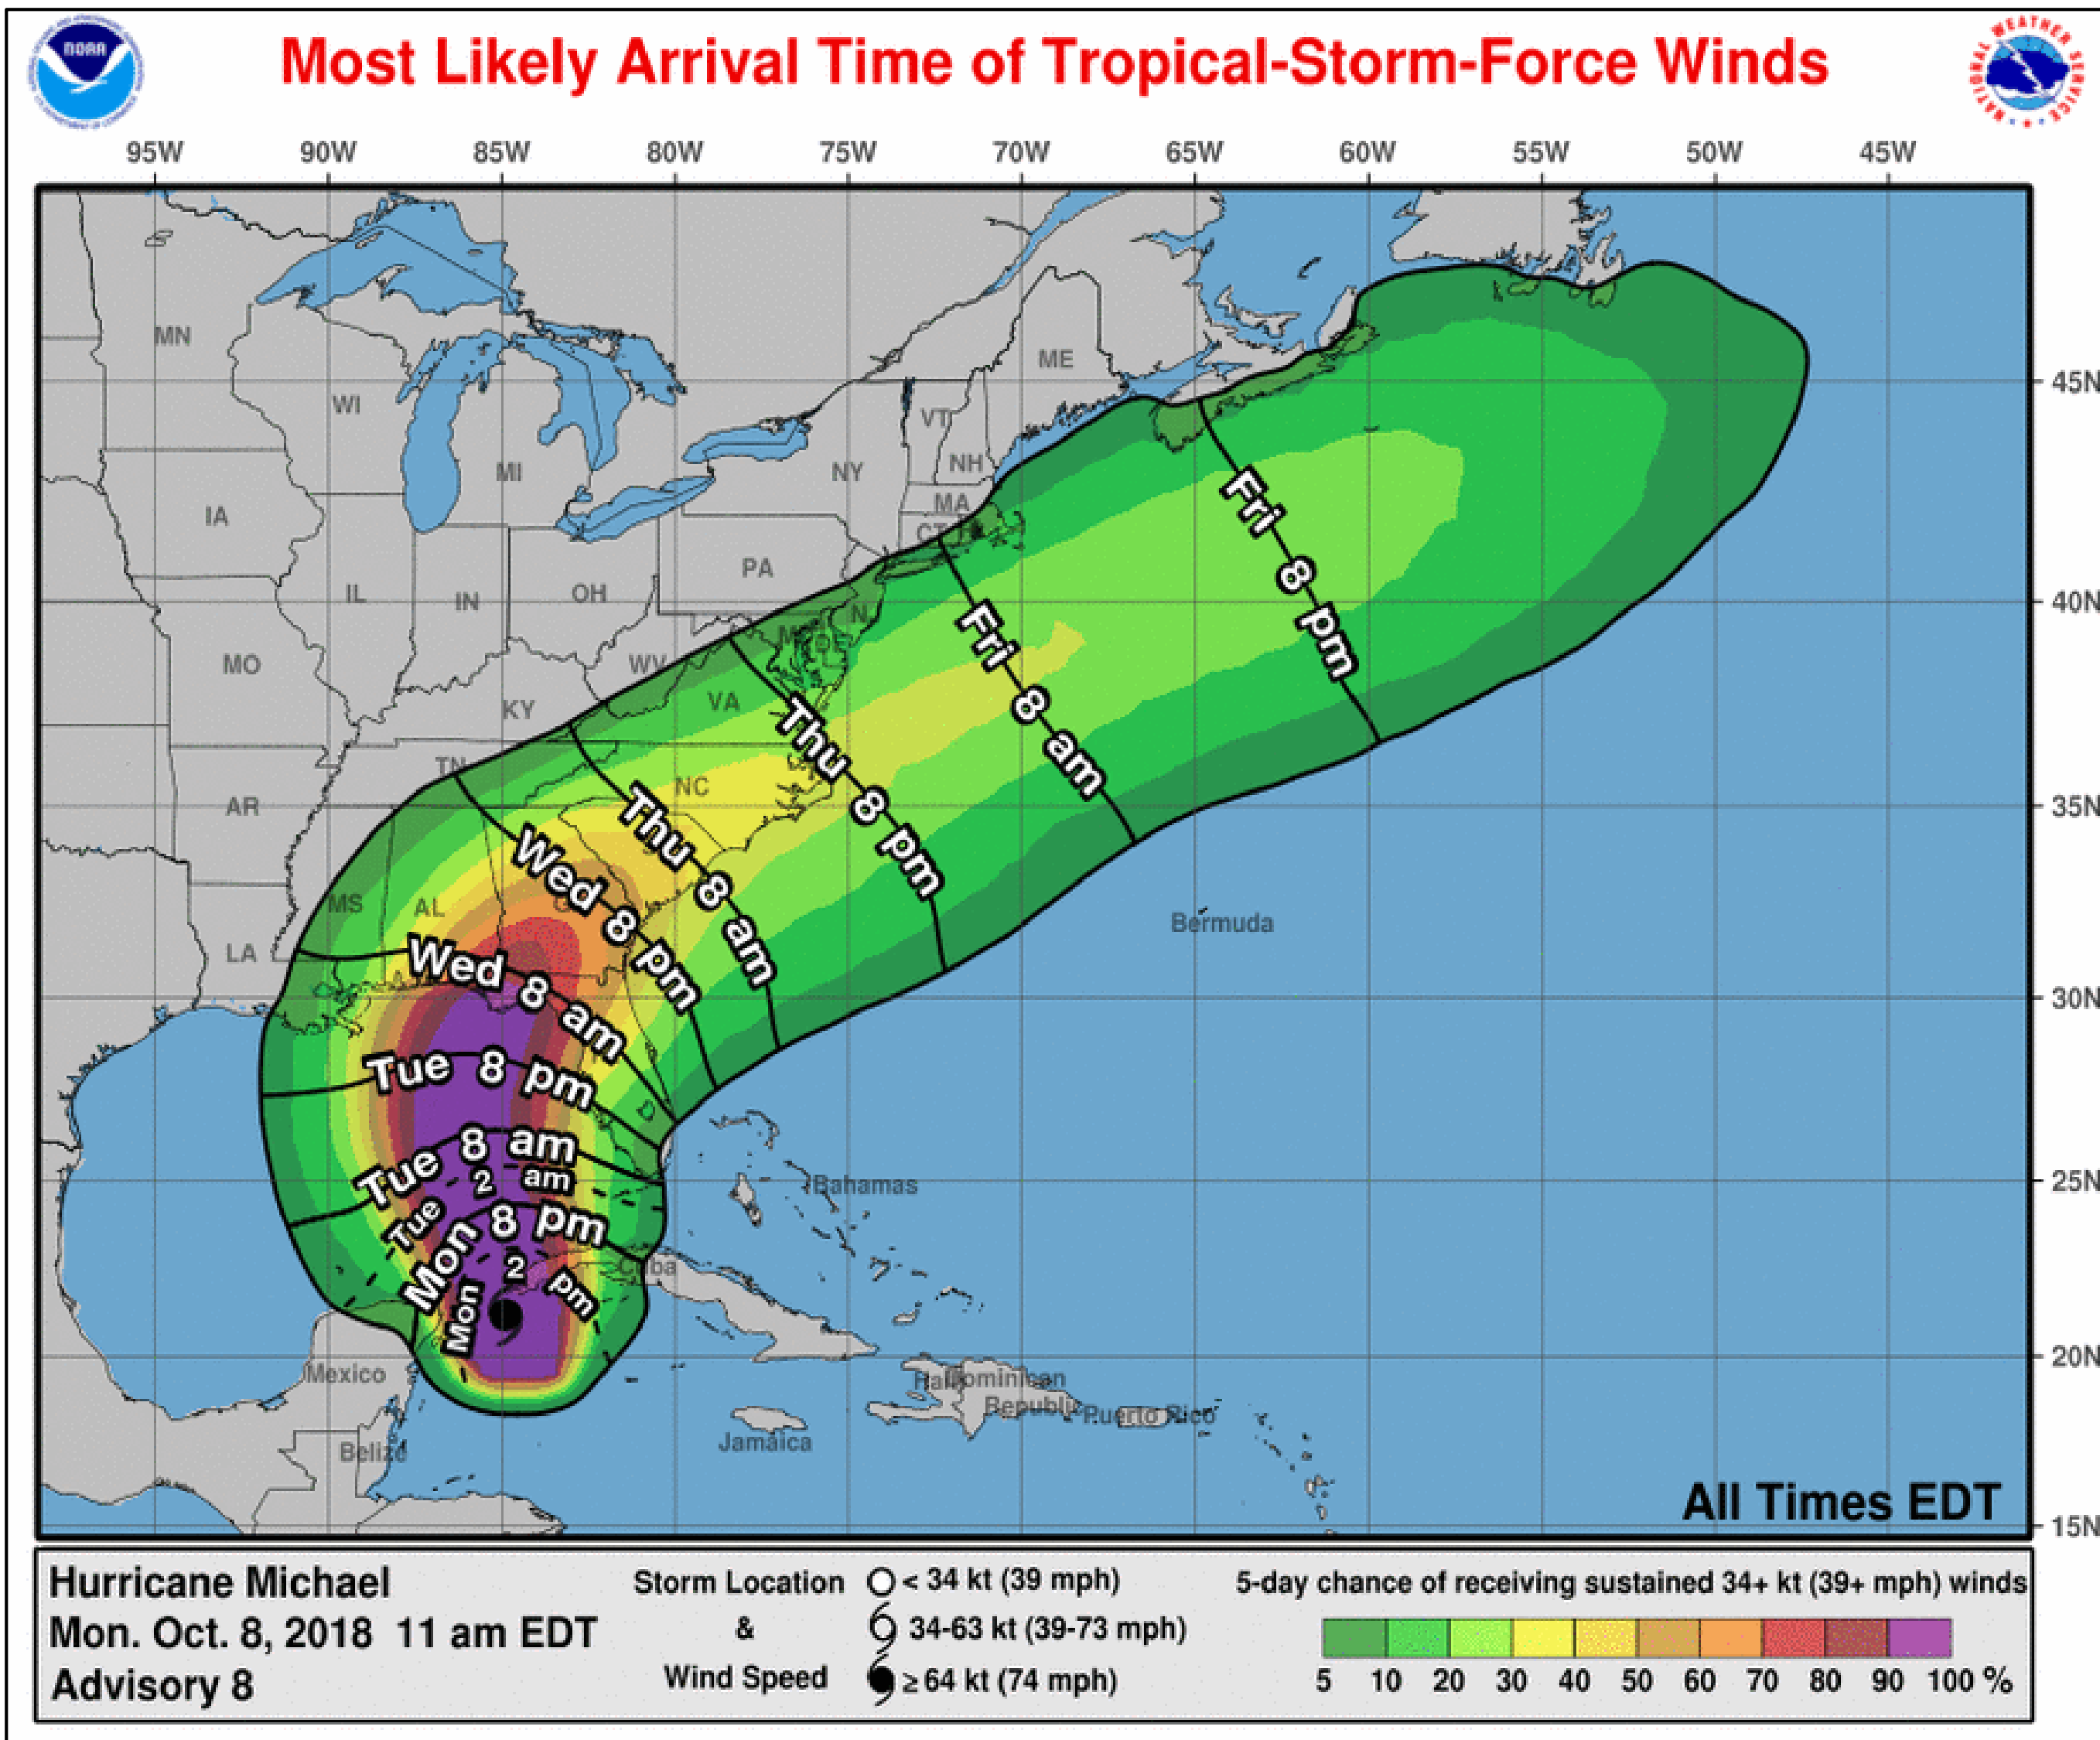 NOAA
Most Likely Arrival Time of Tropical-Storm-Force Winds
NATIONAL WEATHER SERVICE
95W 90W 85W 80W 75W 70W 65W 60W 55W 50W 45W
45N
40N
35N
30N
25N
20N
15N
MN
WI
MI
IA
IL
IN
OH
MO
KY
WV
PA
NY
VT
NH
ME
MA
CT
VA
NC
TN
AR
MS
AL
LA
Fri 8 pm
Fri 8 am
Thu 8 pm
Thu 8 am
Wed 8 pm
Wed 8 am
Tue 8 pm
Tue 8 am
Tue 2 am
Mon 8 pm
Mon 2 pm
Bermuda
Bahamas
Cuba
Mexico
Belize
Jamaica
Dominican
Republic
Puerto Rico
All Times EDT
Hurricane Michael
Mon. Oct. 8, 2018 11 am EDT
Advisory 8
Storm Location
&
Wind Speed
< 34 kt (39 mph)
34-63 kt (39-73 mph)
≥ 64 kt (74 mph)
5-day chance of receiving sustained 34+ kt (39+ mph) winds
5 10 20 30 40 50 60 70 80 90 100 %